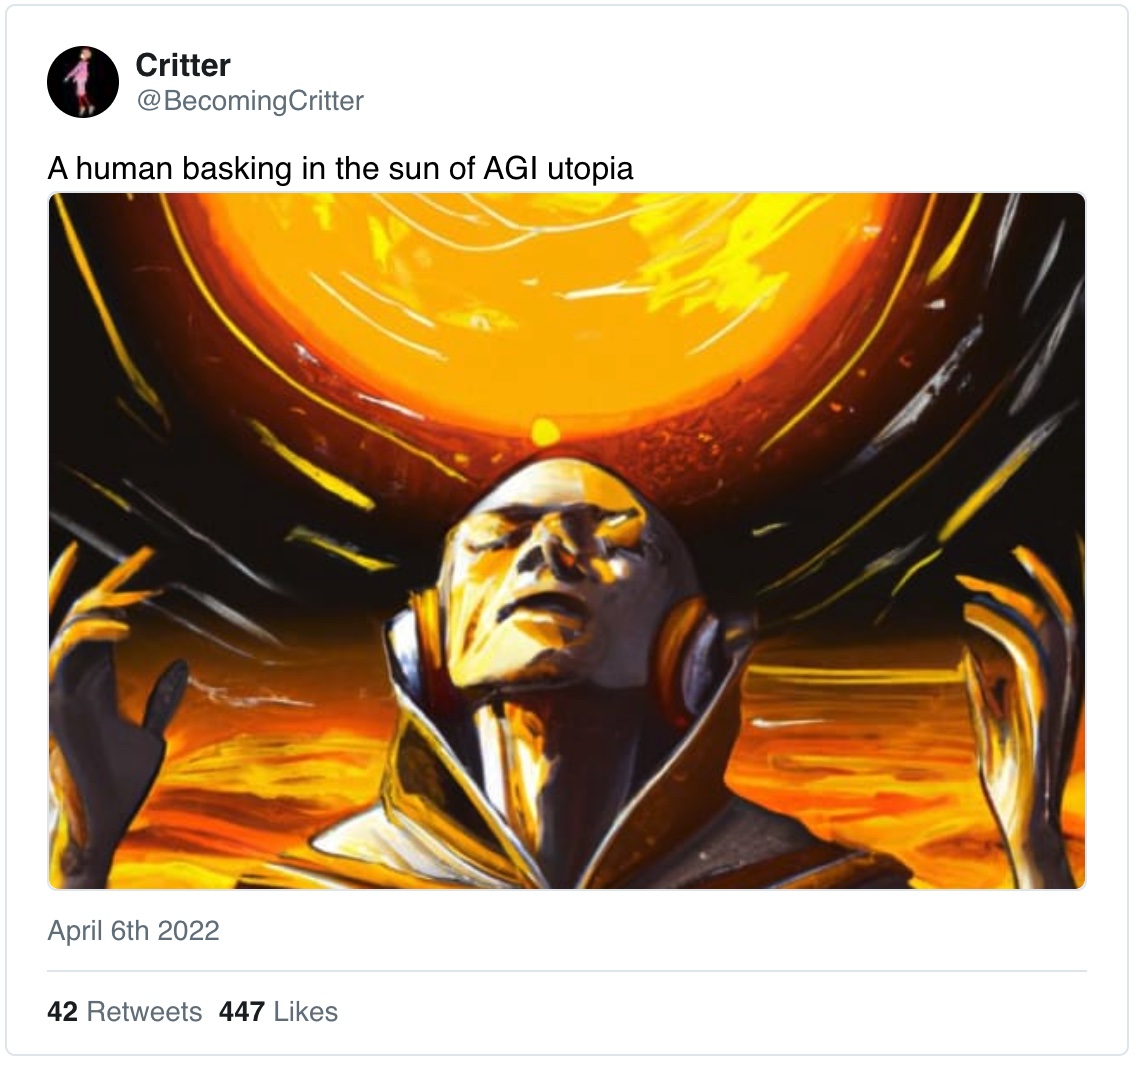 Critter
@BecomingCritter
A human basking in the sun of AGI utopia
April 6th 2022
42 Retweets 447 Likes